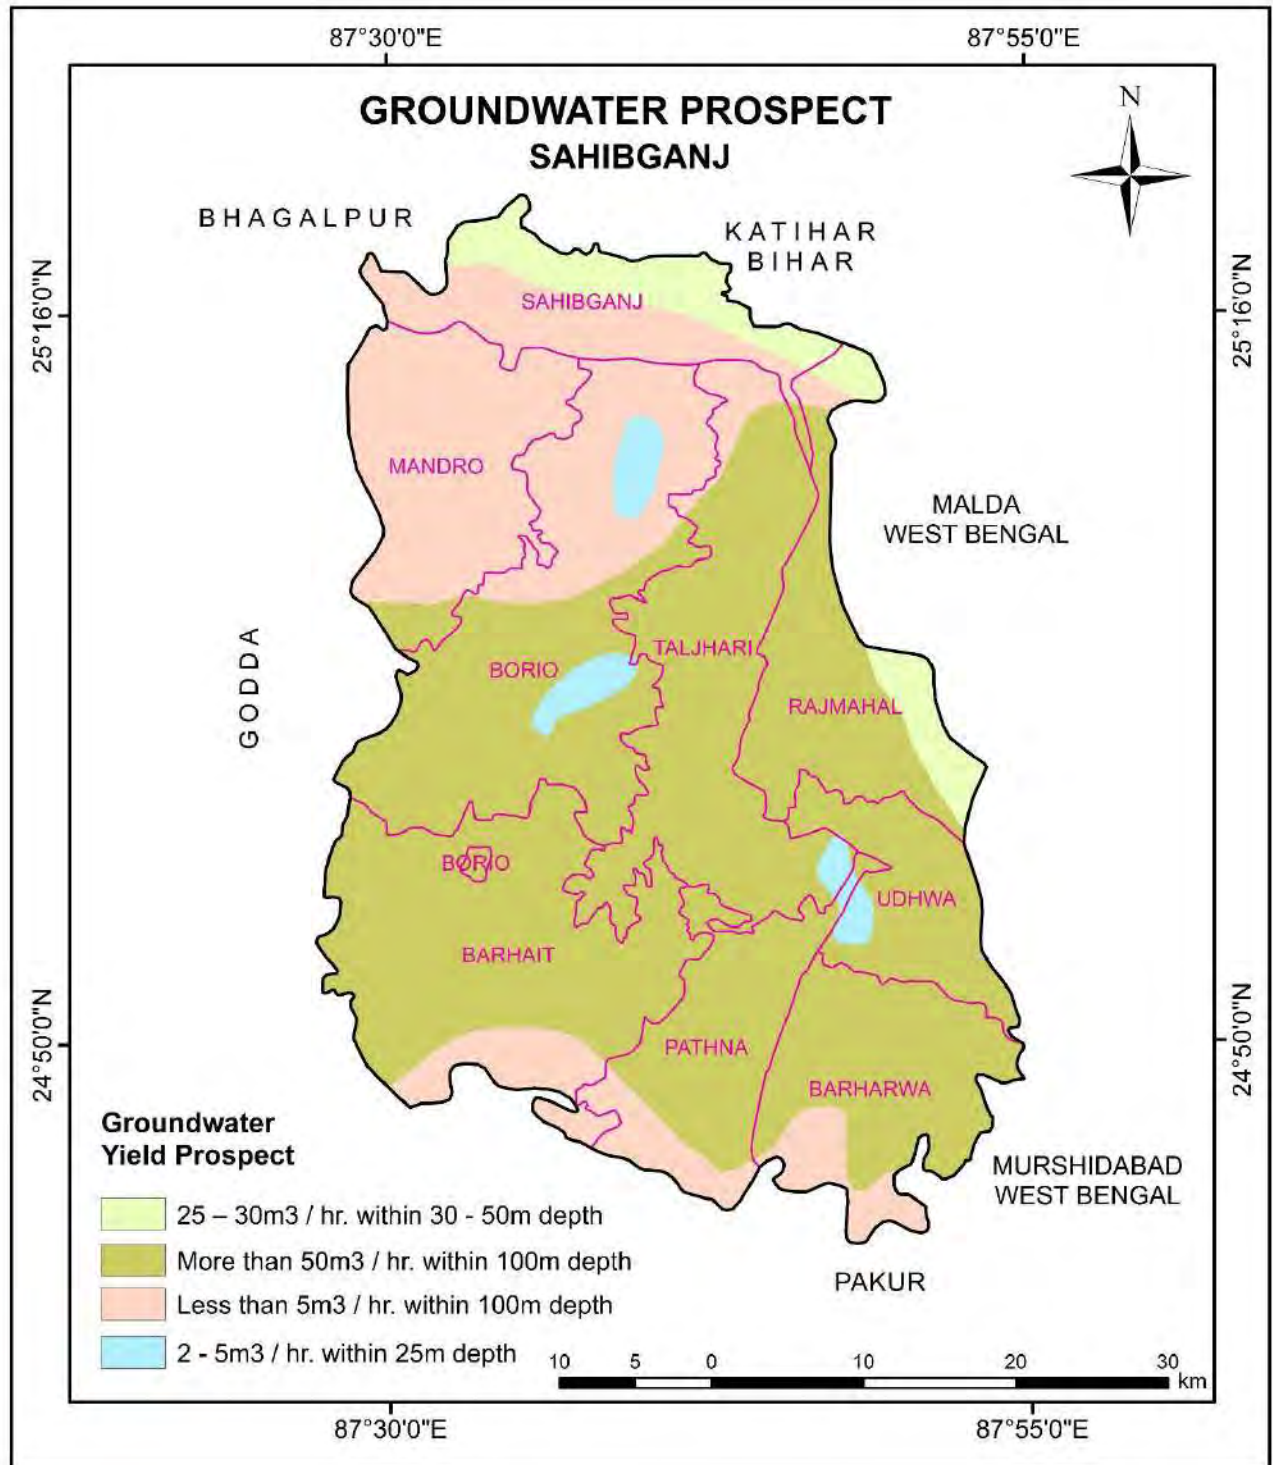 87°30'0"E
87°55'0"E
GROUNDWATER PROSPECT
SAHIBGANJ
N
BHAGALPUR
KATIHAR
BIHAR
25°16'0"N
25°16'0"N
SAHIBGANJ
MANDRO
MALDA
WEST BENGAL
GODDA
TALJHARI
BORIO
RAJMAHAL
BORIO
UDHWA
BARHAIT
24°50'0"N
24°50'0"N
PATHNA
BARHARWA
Groundwater
Yield Prospect
MURSHIDABAD
WEST BENGAL
25 – 30m3 / hr. within 30 - 50m depth
More than 50m3 / hr. within 100m depth
PAKUR
Less than 5m3 / hr. within 100m depth
2 - 5m3 / hr. within 25m depth
10 5 0 10 20 30
km
87°30'0"E
87°55'0"E